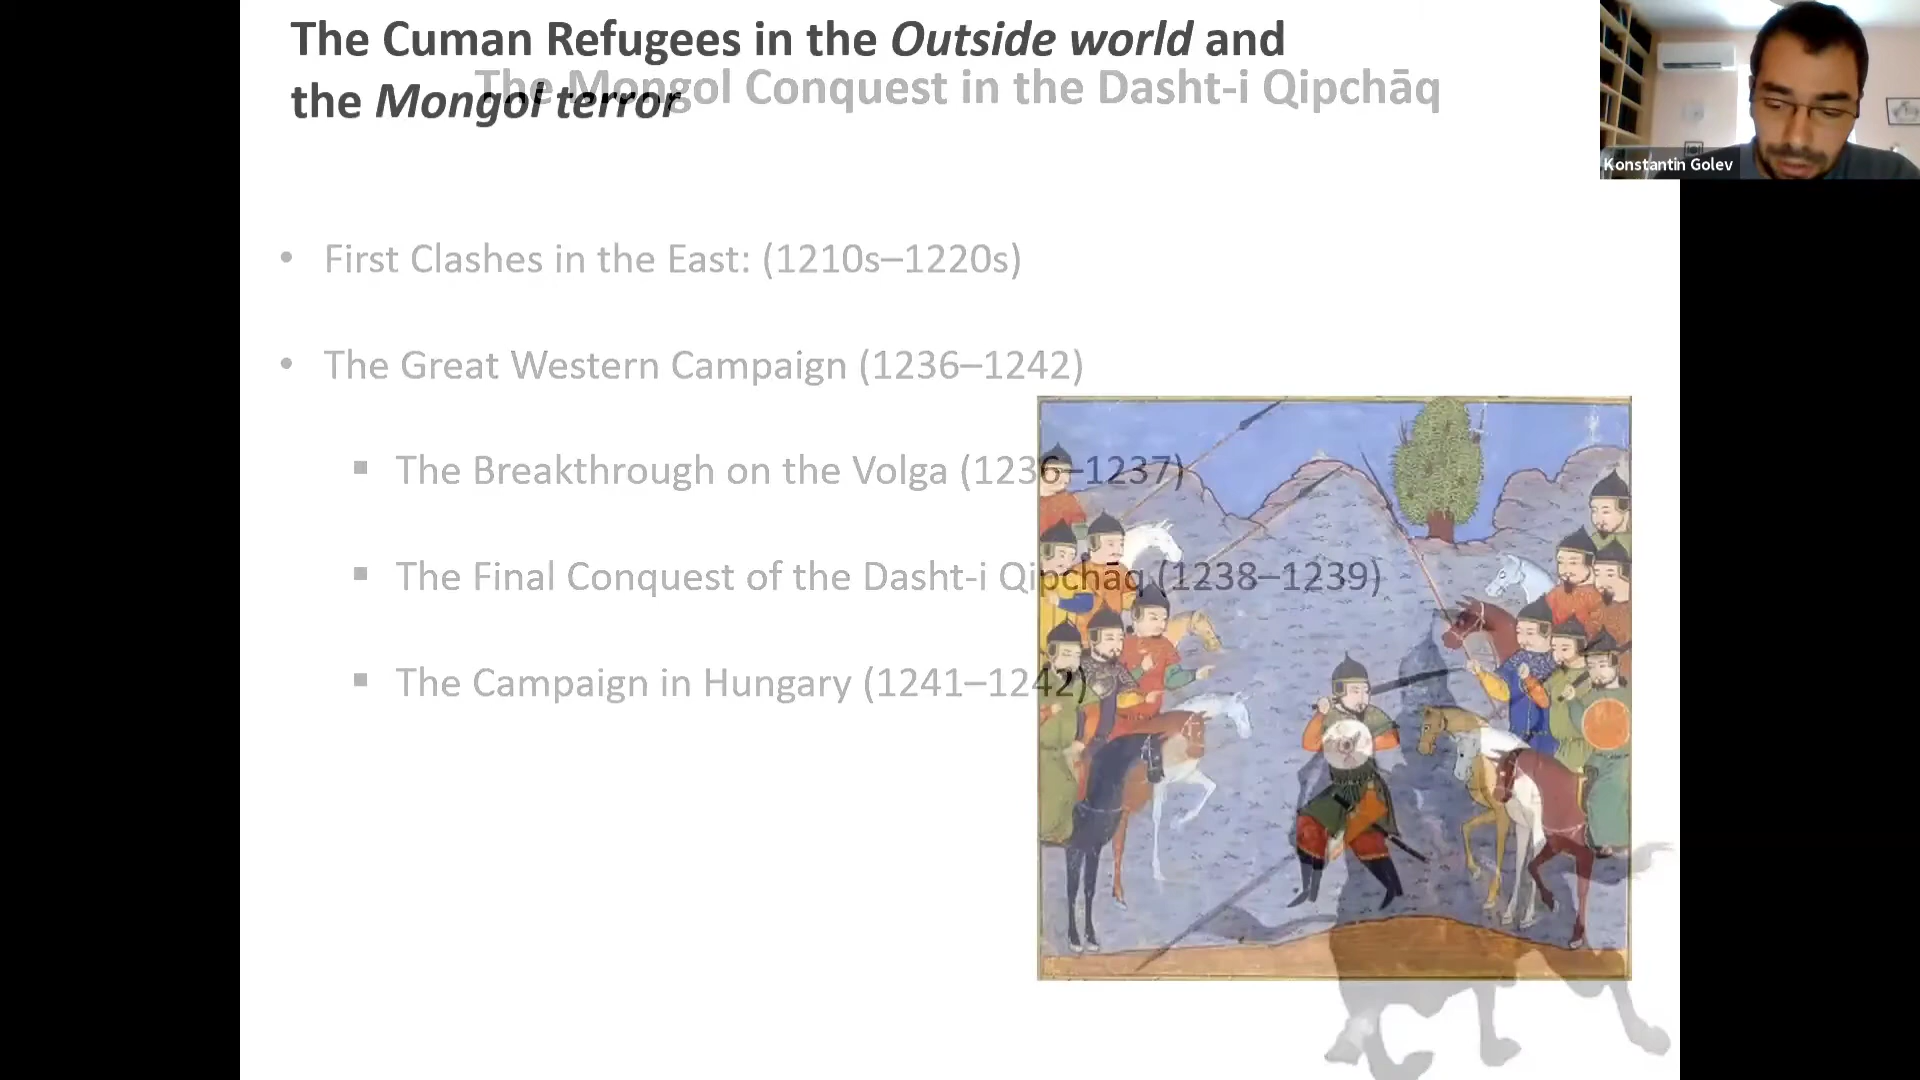 The Cuman Refugees in the Outside world and
the Mongol terror
The Mongol Conquest in the Dasht-i Qipchāq
• First Clashes in the East: (1210s–1220s)
• The Great Western Campaign (1236–1242)
▪ The Breakthrough on the Volga (1236–1237)
▪ The Final Conquest of the Dasht-i Qipchāq (1238–1239)
▪ The Campaign in Hungary (1241–1242)
Konstantin Golev